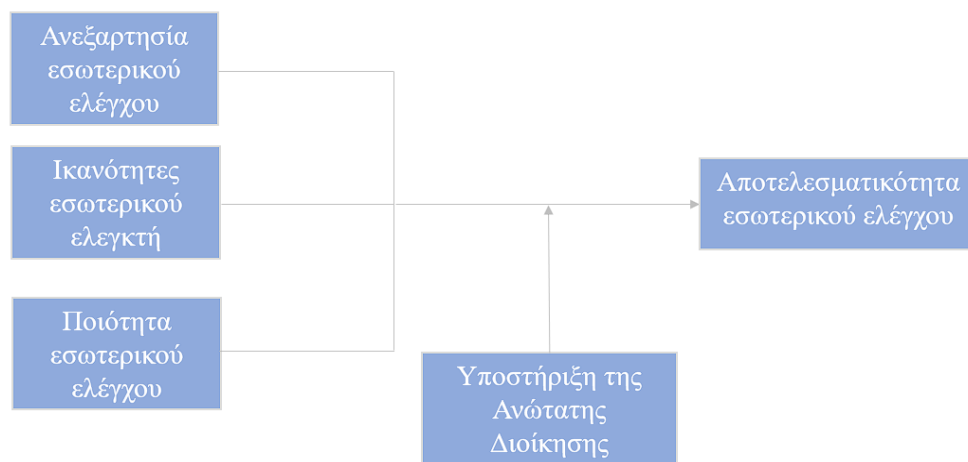 Ανεξαρτησία
εσωτερικού
ελέγχου
Ικανότητες
εσωτερικού
ελεγκτή
Ποιότητα
εσωτερικού
ελέγχου
Αποτελεσματικότητα
εσωτερικού ελέγχου
Υποστήριξη της
Ανώτατης
Διοίκησης